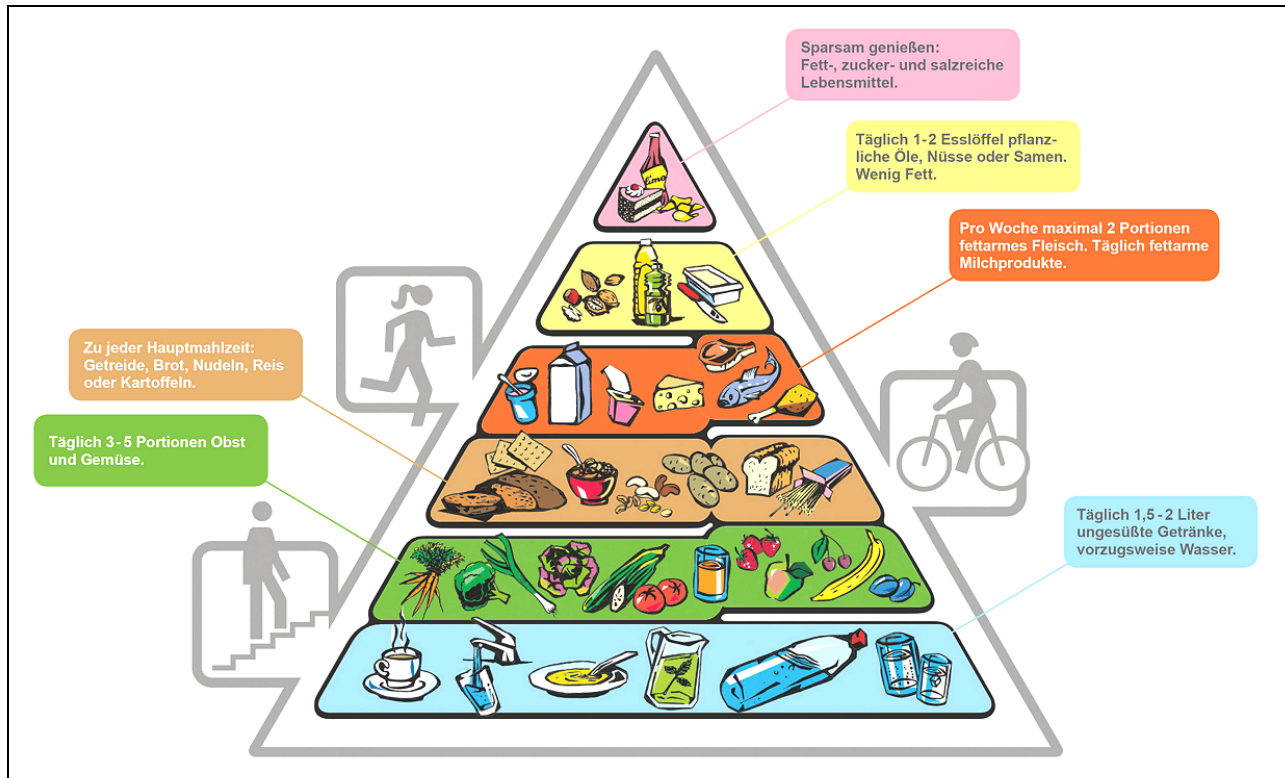 Sparsam genießen:
Fett-, zucker- und salzreiche
Lebensmittel.
Täglich 1-2 Esslöffel pflanz-
liche Öle, Nüsse oder Samen.
Wenig Fett.
Pro Woche maximal 2 Portionen
fettarmes Fleisch. Täglich fettarme
Milchprodukte.
Zu jeder Hauptmahlzeit:
Getreide, Brot, Nudeln, Reis
oder Kartoffeln.
Täglich 3-5 Portionen Obst
und Gemüse.
Täglich 1,5-2 Liter
ungesüßte Getränke,
vorzugsweise Wasser.
Limo